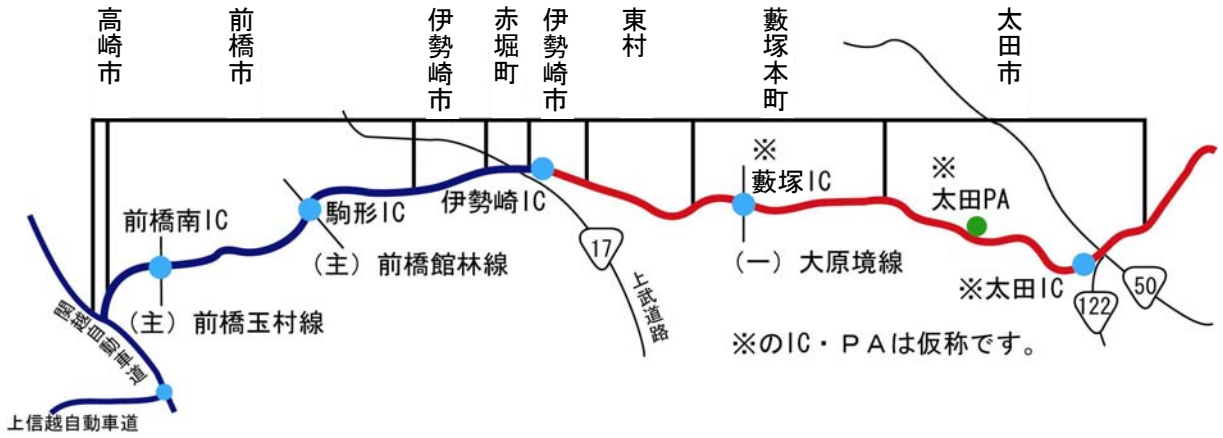 高崎市
前橋市
伊勢崎市
赤堀町
伊勢崎市
東村
藪塚本町
太田市
※
藪塚IC
※
太田PA
伊勢崎IC
駒形IC
前橋南IC
(主)前橋館林線
17
(一)大原境線
※太田IC
50
122
上武道路
(主)前橋玉村線
※のIC・PAは仮称です。
関越自動車道
上信越自動車道